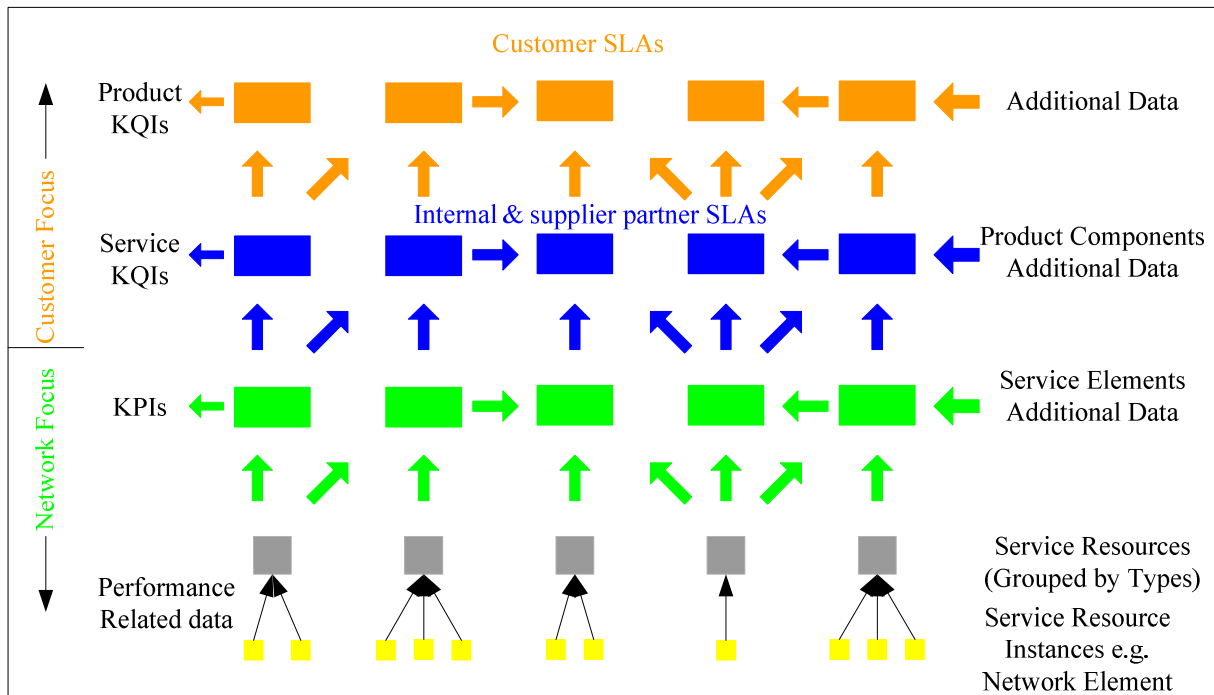 Customer SLAs
Product
KQIs
Additional Data
Customer Focus
Internal & supplier partner SLAs
Service
KQIs
Product Components
Additional Data
Network Focus
KPIs
Service Elements
Additional Data
Performance
Related data
Service Resources
(Grouped by Types)
Service Resource
Instances e.g.
Network Element